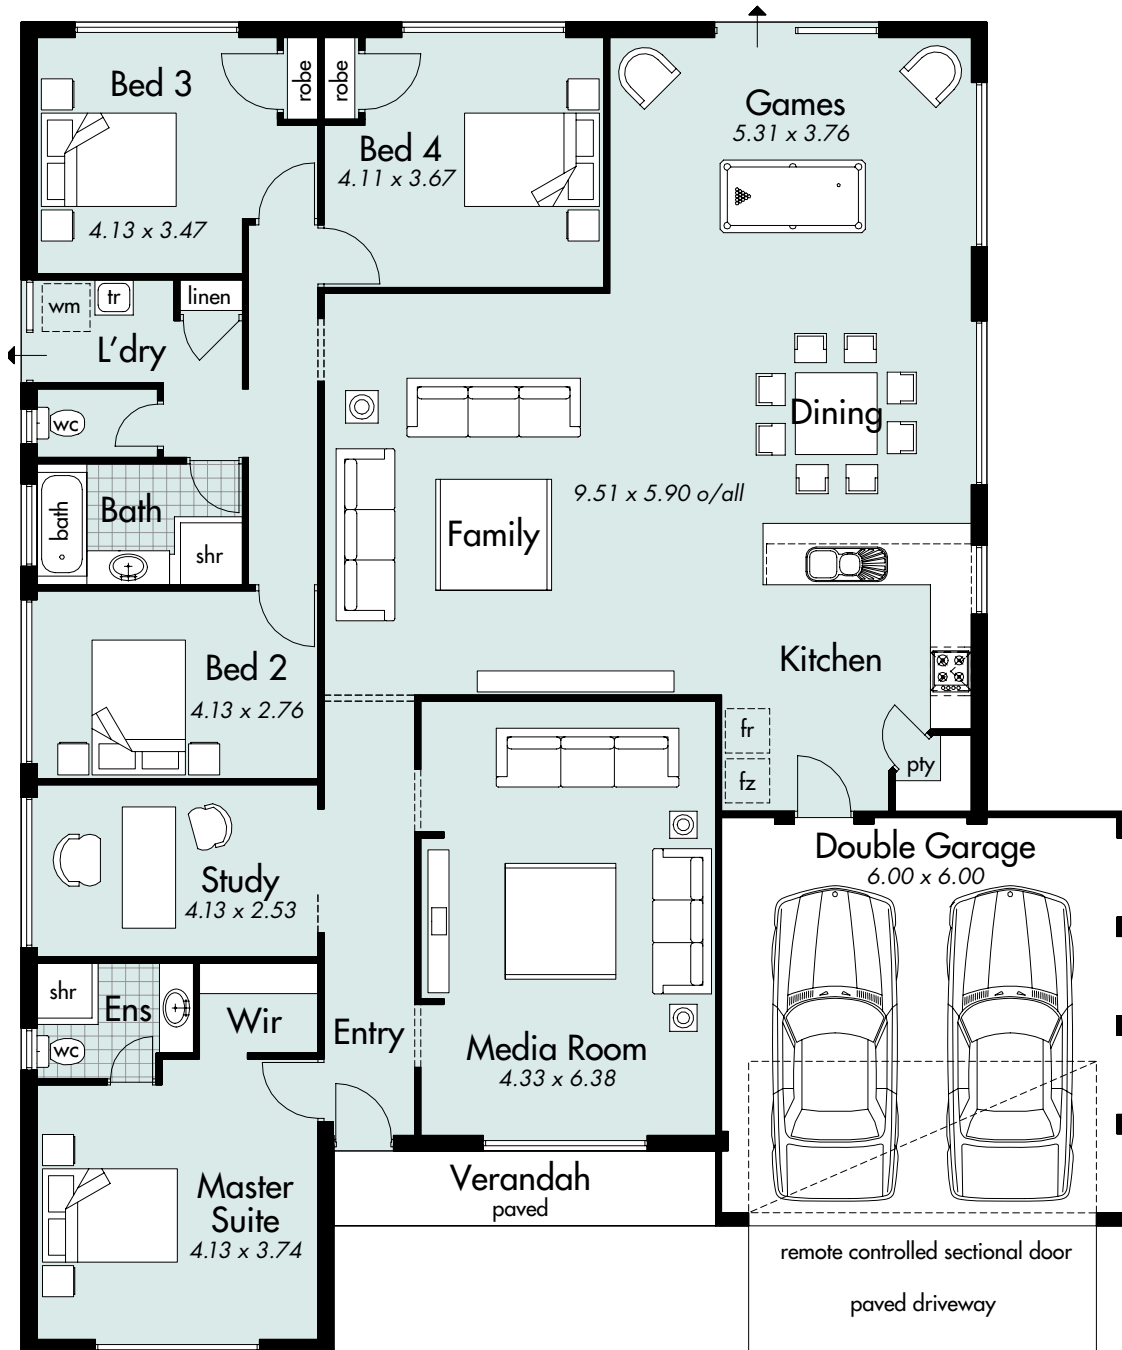 Bed 3
4.13 x 3.47
robe
robe
Bed 4
4.11 x 3.67
Games
5.31 x 3.76
wm
tr
linen
L'dry
wc
bath
Bath
shr
Dining
9.51 x 5.90 o/all
Family
Bed 2
4.13 x 2.76
Kitchen
fr
fz
pty
Study
4.13 x 2.53
Double Garage
6.00 x 6.00
shr
Ens
wc
Wir
Entry
Media Room
4.33 x 6.38
Master
Suite
4.13 x 3.74
Verandah
paved
remote controlled sectional door
paved driveway